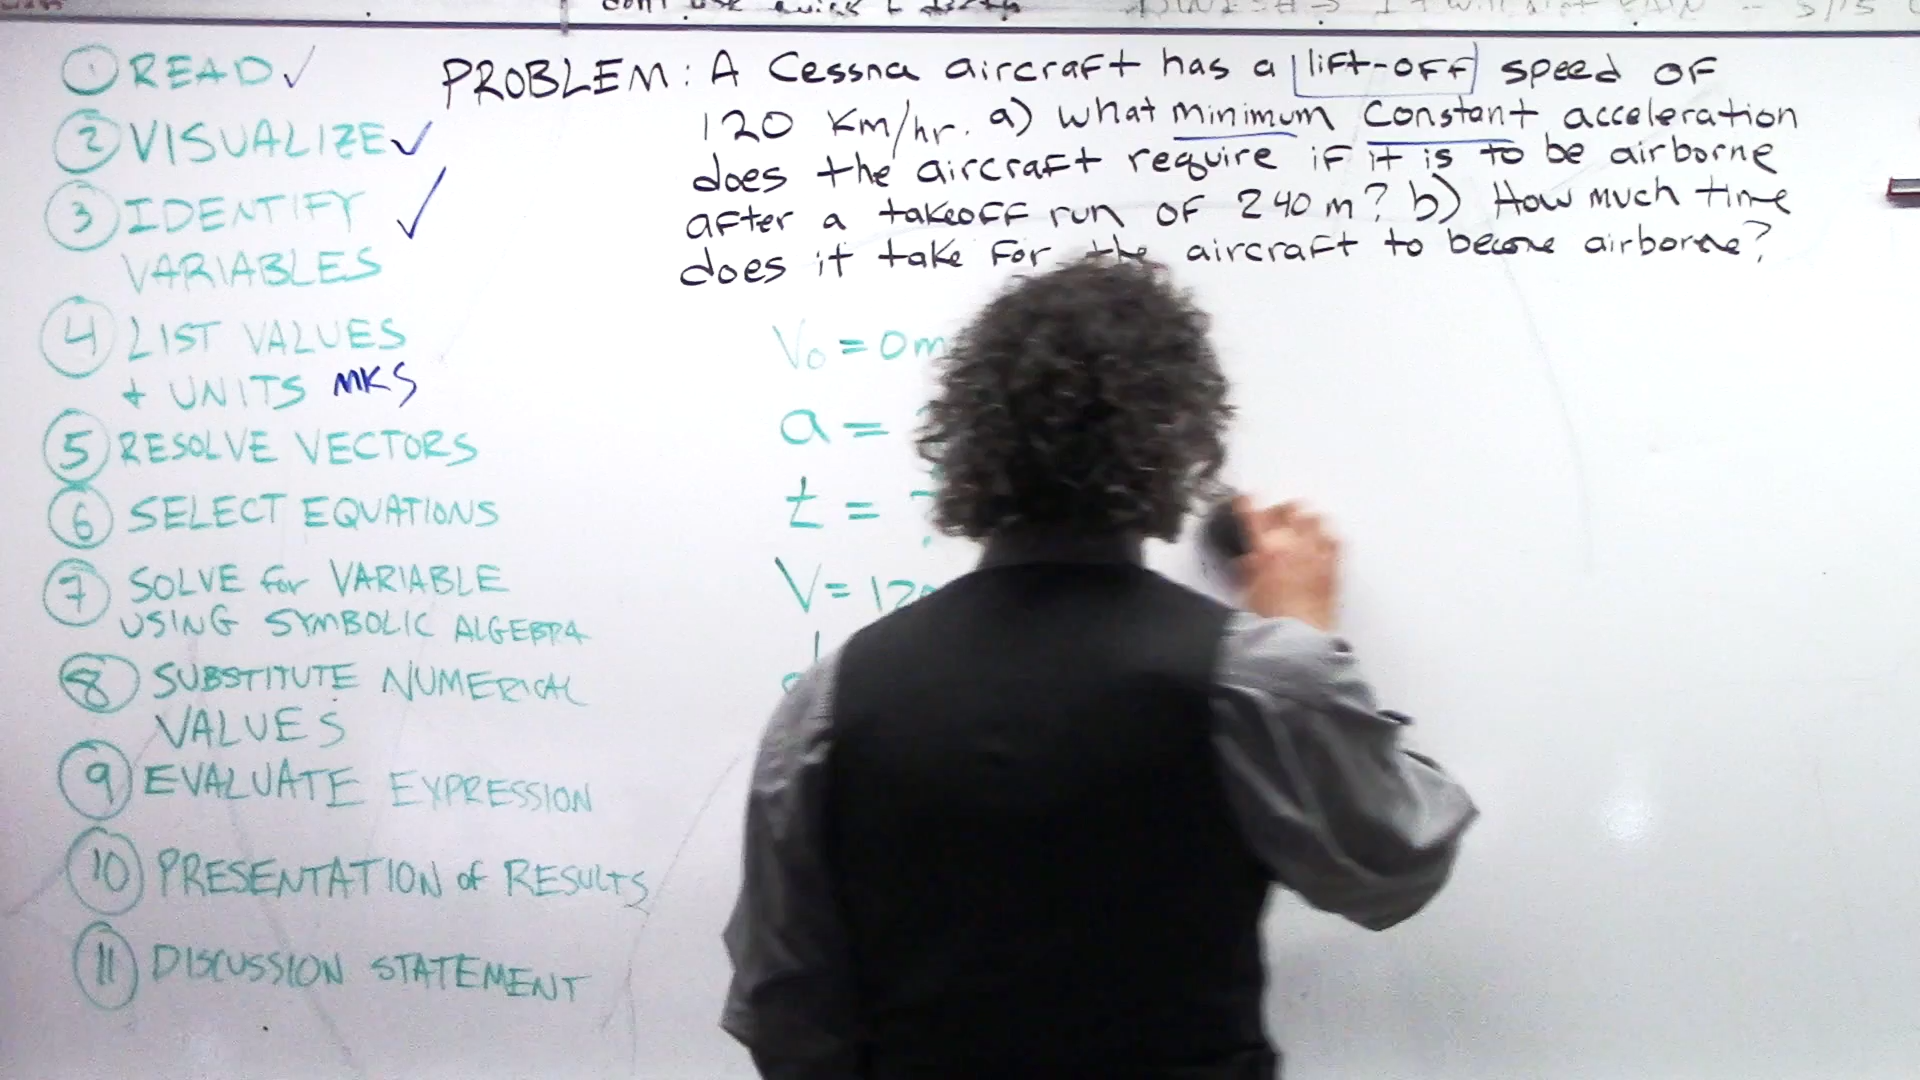 ① READ ✓
② VISUALIZE ✓
③ IDENTIFY ✓
VARIABLES
④ LIST VALUES
+ UNITS MKS
⑤ RESOLVE VECTORS
⑥ SELECT EQUATIONS
⑦ SOLVE for VARIABLE
USING SYMBOLIC ALGEBRA
⑧ SUBSTITUTE NUMERICAL
VALUES
⑨ EVALUATE EXPRESSION
⑩ PRESENTATION of RESULTS
⑪ DISCUSSION STATEMENT
PROBLEM: A Cessna aircraft has a lift-off speed of
120 Km/hr. a) what minimum constant acceleration
does the aircraft require if it is to be airborne
after a takeoff run of 240 m? b) How much time
does it take for the aircraft to become airborne?
V₀ = 0m
a =
t = ?
V = 12